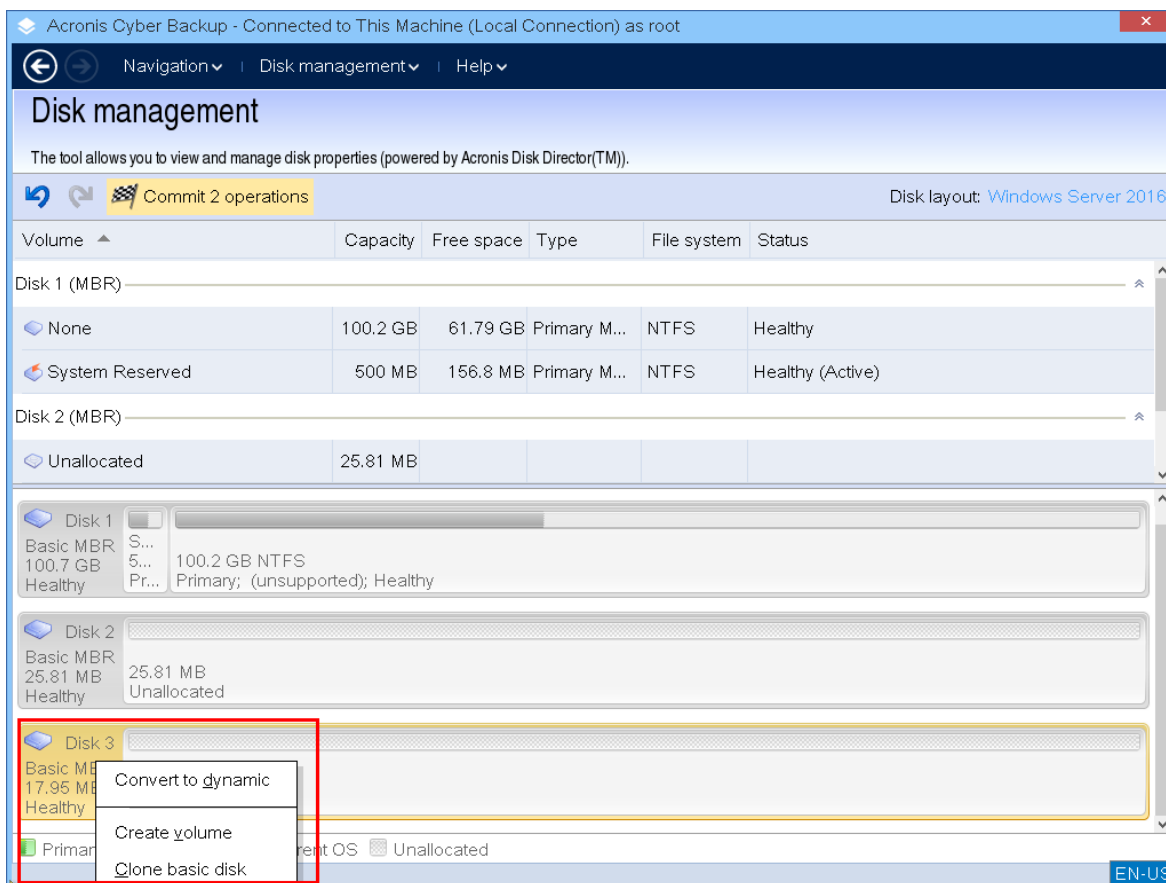 Acronis Cyber Backup - Connected to This Machine (Local Connection) as root
Navigation Disk management Help
Disk management
The tool allows you to view and manage disk properties (powered by Acronis Disk Director(TM)).
Commit 2 operations Disk layout: Windows Server 2016
Volume Capacity Free space Type File system Status
Disk 1 (MBR)
None 100.2 GB 61.79 GB Primary M... NTFS Healthy
System Reserved 500 MB 156.8 MB Primary M... NTFS Healthy (Active)
Disk 2 (MBR)
Unallocated 25.81 MB
Disk 1
Basic MBR
100.7 GB
Healthy
S...
5...
Pr...
100.2 GB NTFS
Primary; (unsupported); Healthy
Disk 2
Basic MBR
25.81 MB
Healthy
25.81 MB
Unallocated
Disk 3
Basic
17.95
Healthy
Convert to dynamic
Create volume
Clone basic disk
OS Unallocated
EN-US